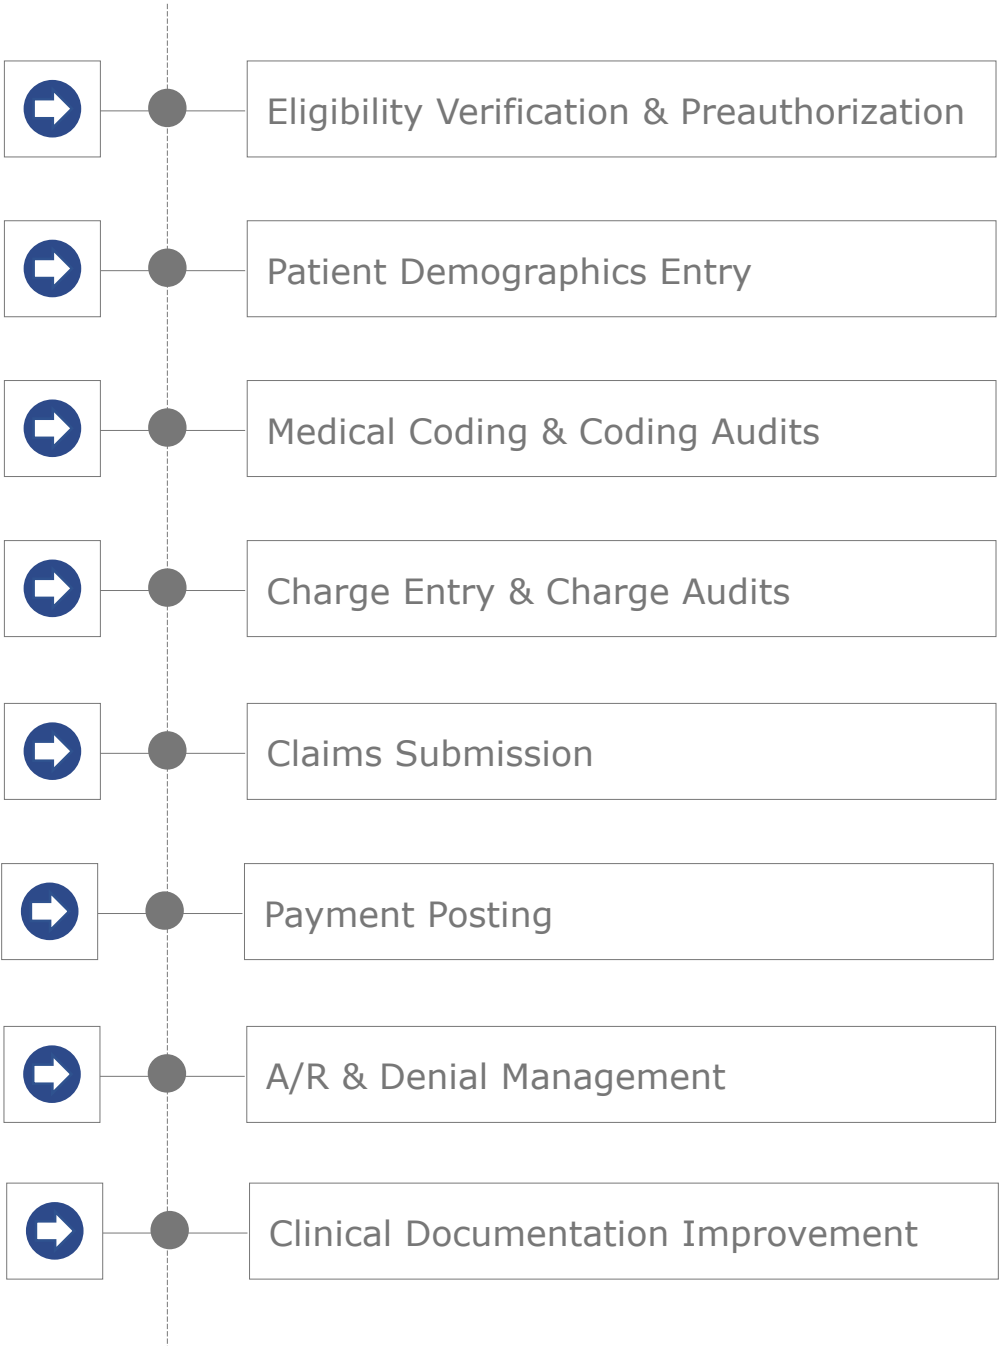 Eligibility Verification & Preauthorization
Patient Demographics Entry
Medical Coding & Coding Audits
Charge Entry & Charge Audits
Claims Submission
Payment Posting
A/R & Denial Management
Clinical Documentation Improvement